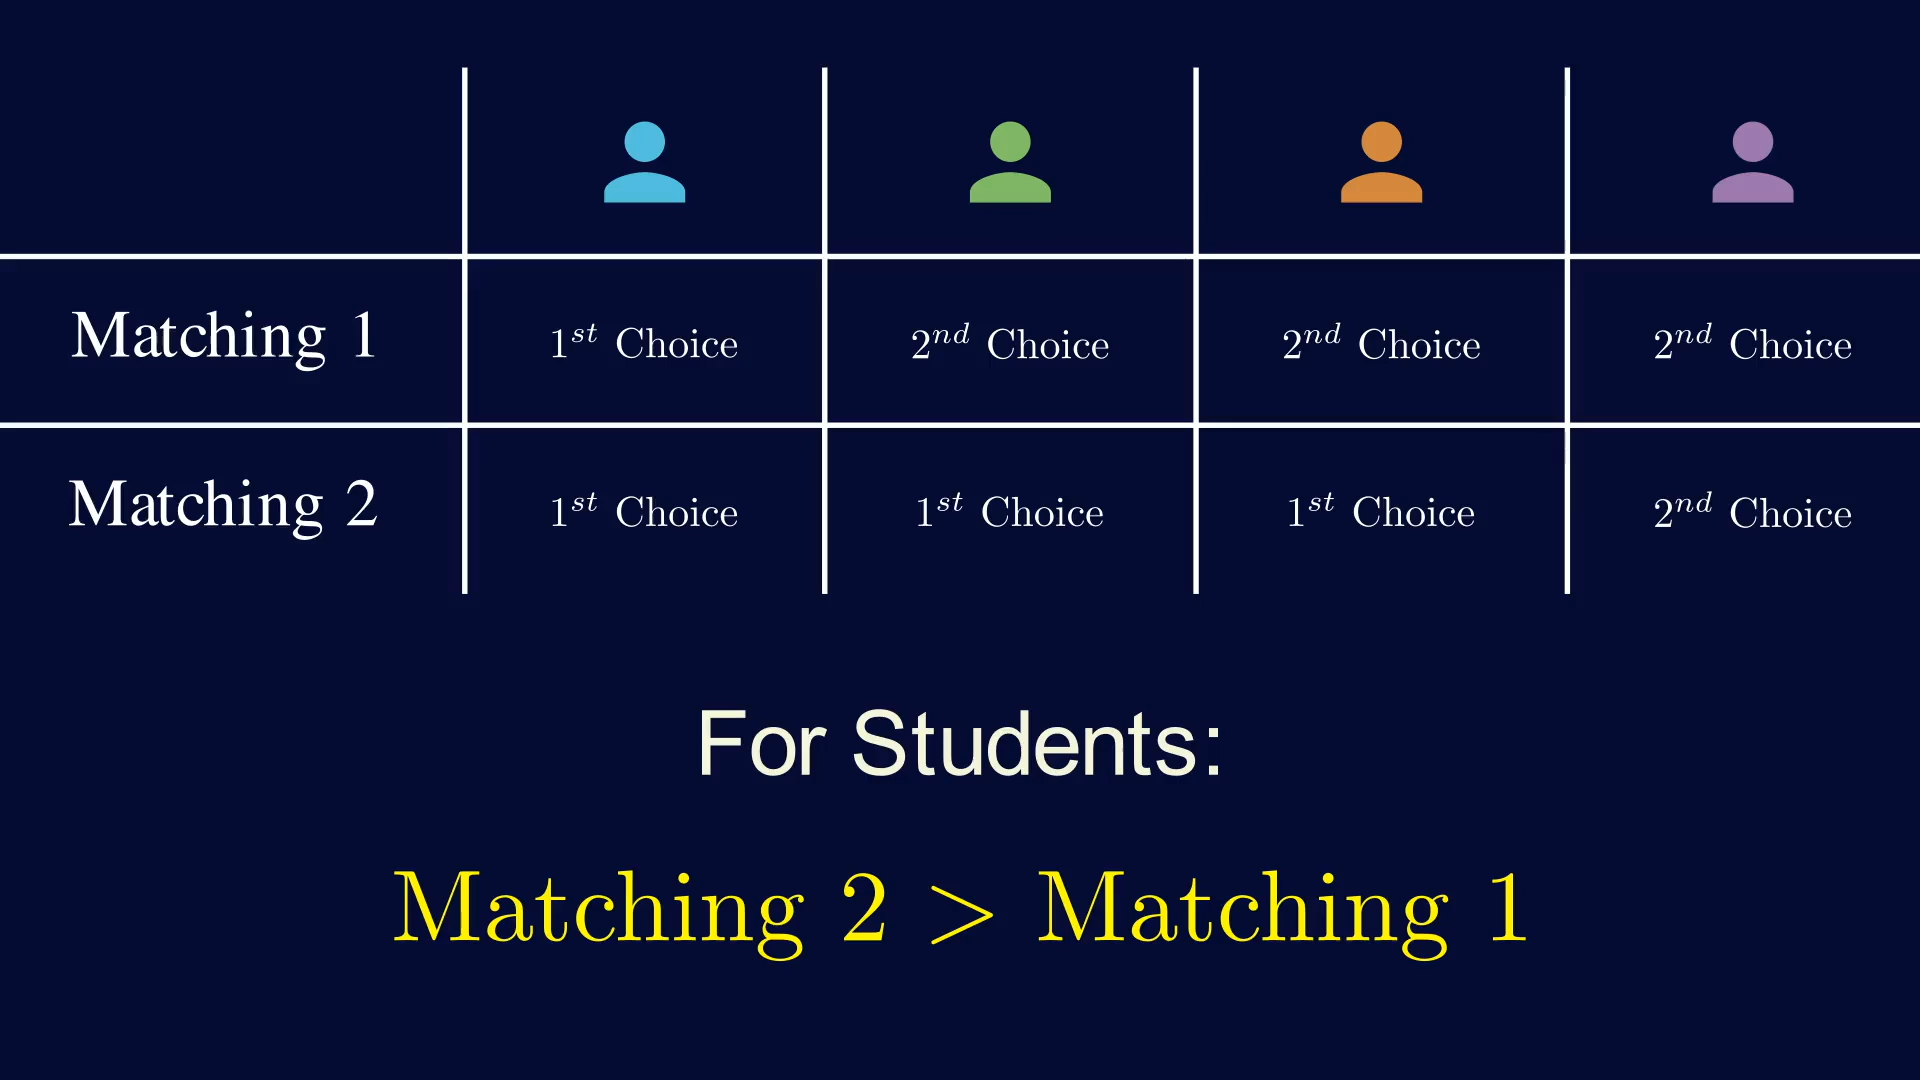 Matching 1 1st Choice 2nd Choice 2nd Choice 2nd Choice
Matching 2 1st Choice 1st Choice 1st Choice 2nd Choice
For Students:
Matching 2 > Matching 1